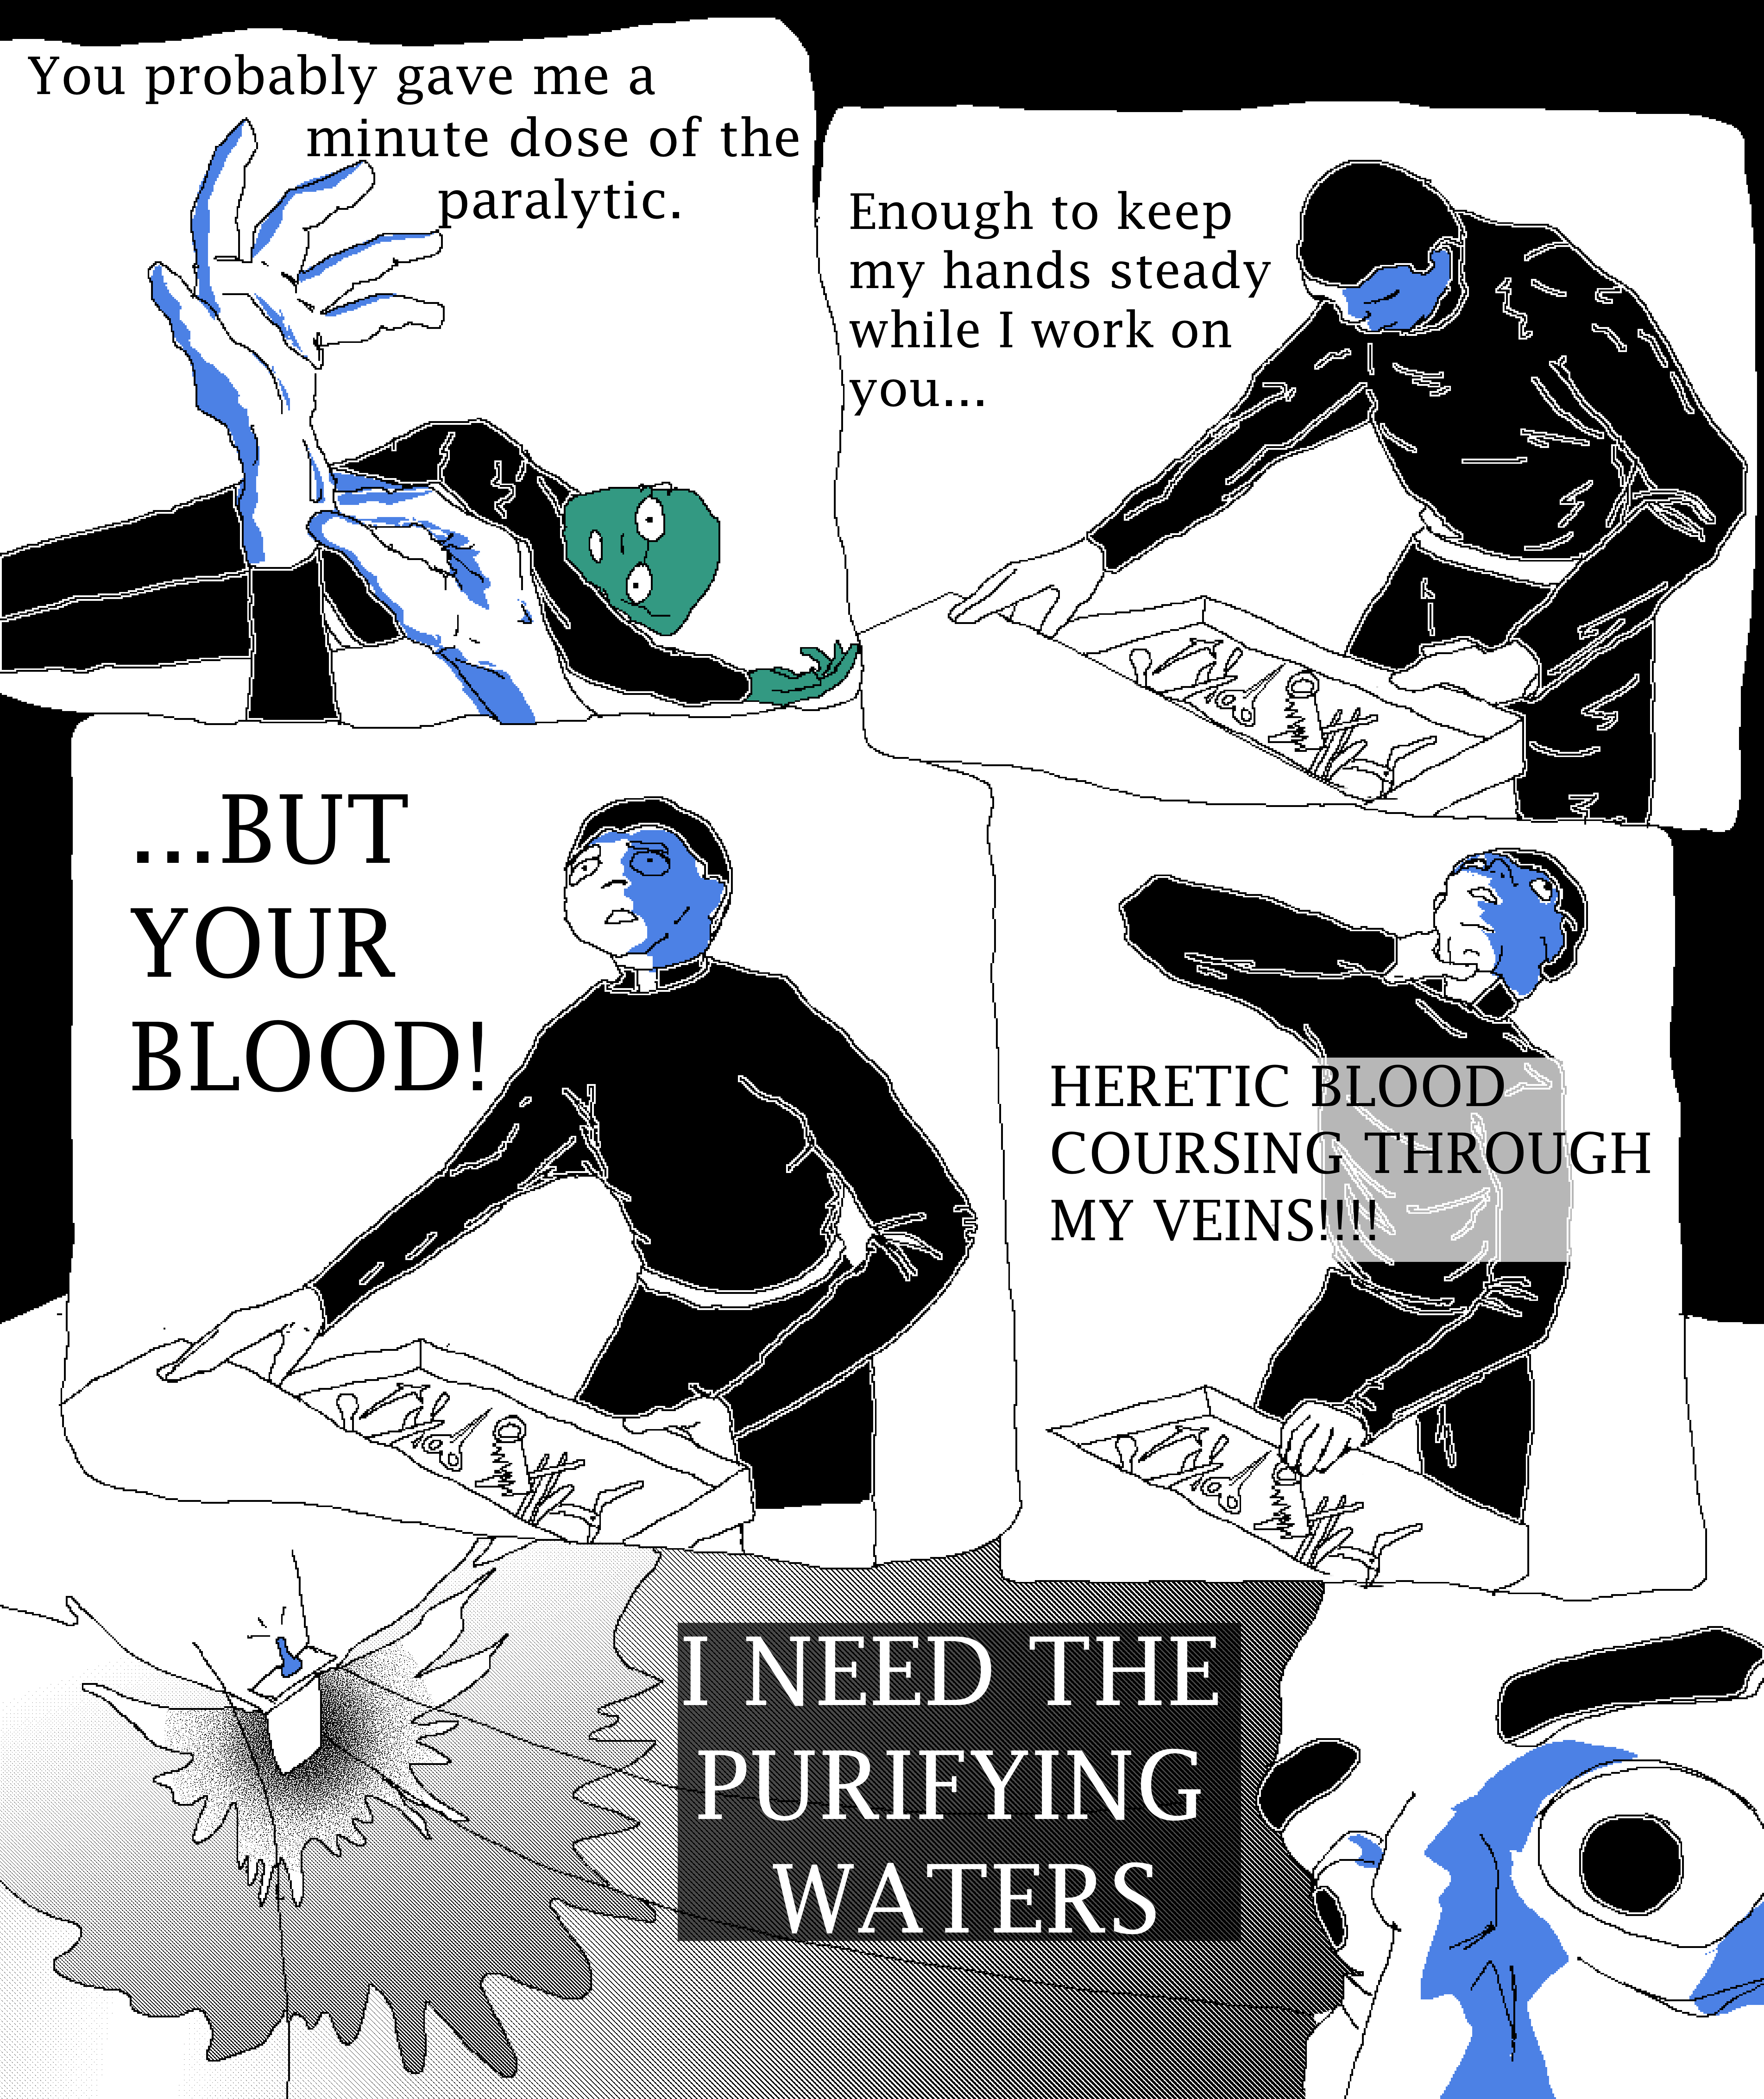 You probably gave me a
minute dose of the
paralytic.
Enough to keep
my hands steady
while I work on
you...
...BUT
YOUR
BLOOD!
HERETIC BLOOD
COURSING THROUGH
MY VEINS!!!!
I NEED THE
PURIFYING
WATERS